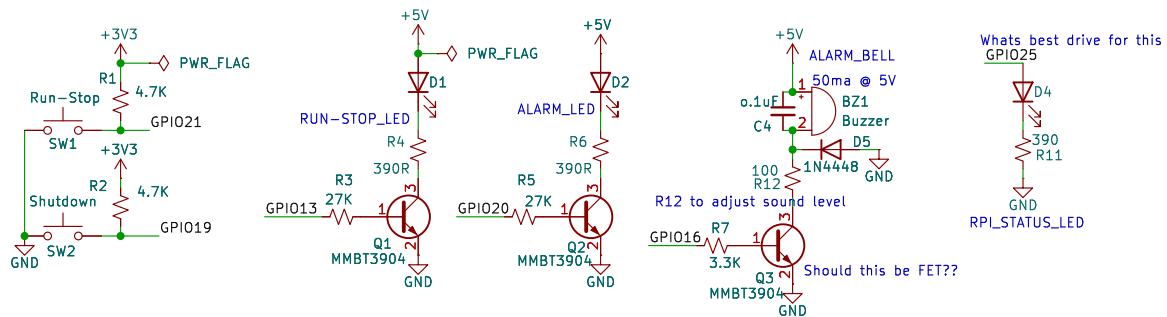 +3V3
PWR_FLAG
R1
4.7K
Run-Stop
GPIO21
SW1
+3V3
R2
4.7K
Shutdown
GPIO19
SW2
GND
+5V
PWR_FLAG
D1
RUN-STOP_LED
R4
390R
R3
27K
GPIO13
1
3
2
Q1
MMBT3904
GND
+5V
D2
ALARM_LED
R6
390R
R5
27K
GPIO20
1
3
2
Q2
MMBT3904
GND
+5V
ALARM_BELL
50ma @ 5V
1
+
o.1uF
C4
BZ1
Buzzer
2
D5
1N4448
GND
100
R12
R12 to adjust sound level
GPIO16
R7
3.3K
1
3
2
Q3
MMBT3904
Should this be FET??
GND
Whats best drive for this
GPIO25
D4
390
R11
GND
RPI_STATUS_LED